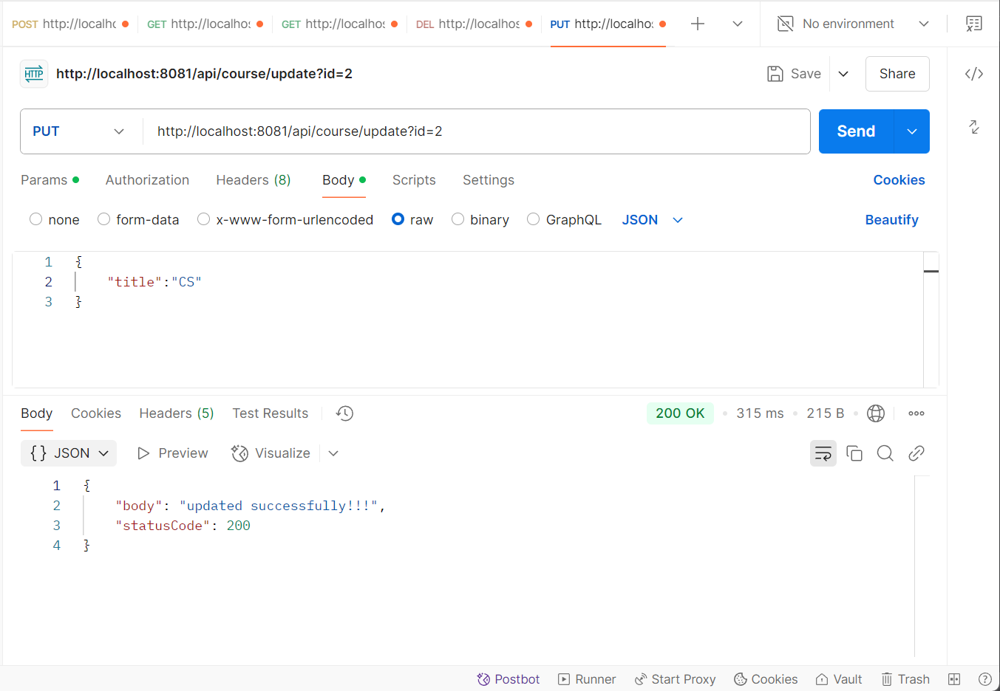 POST http://localh GET http://localhos GET http://localhos DEL http://localhos PUT http://localhos No environment
HTTP http://localhost:8081/api/course/update?id=2 Save Share
PUT http://localhost:8081/api/course/update?id=2 Send
Params Authorization Headers (8) Body Scripts Settings Cookies
none form-data x-www-form-urlencoded raw binary GraphQL JSON Beautify
1 {
2 "title":"CS"
3 }
Body Cookies Headers (5) Test Results 200 OK 315 ms 215 B
{} JSON Preview Visualize
1 {
2 "body": "updated successfully!!!",
3 "statusCode": 200
4 }
Postbot Runner Start Proxy Cookies Vault Trash